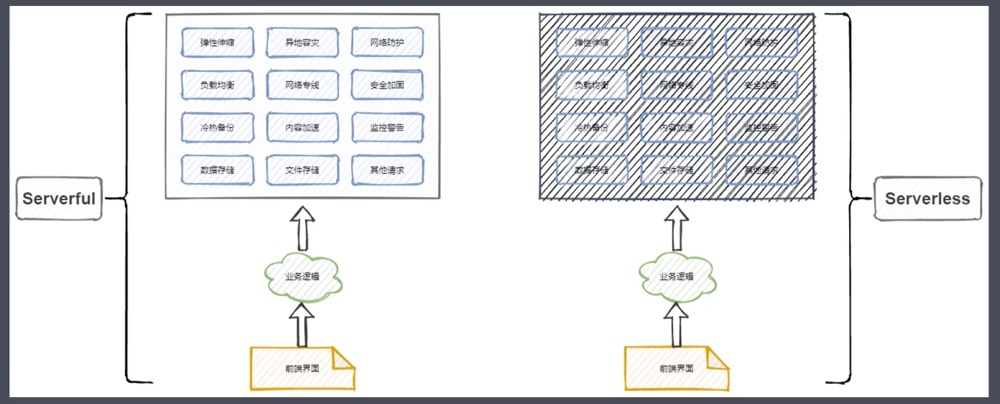 Serverful
弹性伸缩 异地容灾 网络防护
负载均衡 网络专线 安全加固
冷热备份 内容加速 监控警告
数据存储 文件存储 其他请求
业务逻辑
前端界面
弹性伸缩 异地容灾 网络防护
负载均衡 网络专线 安全加固
冷热备份 内容加速 监控警告
数据存储 文件存储 其他请求
业务逻辑
前端界面
Serverless